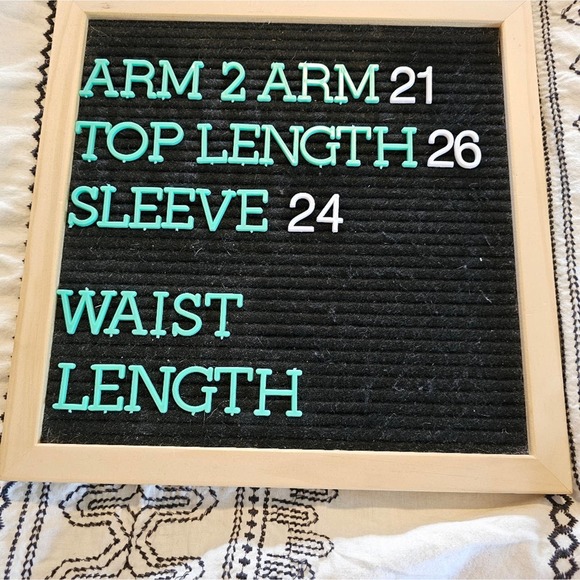 ARM 2 ARM 21
TOP LENGTH 26
SLEEVE 24
WAIST
LENGTH